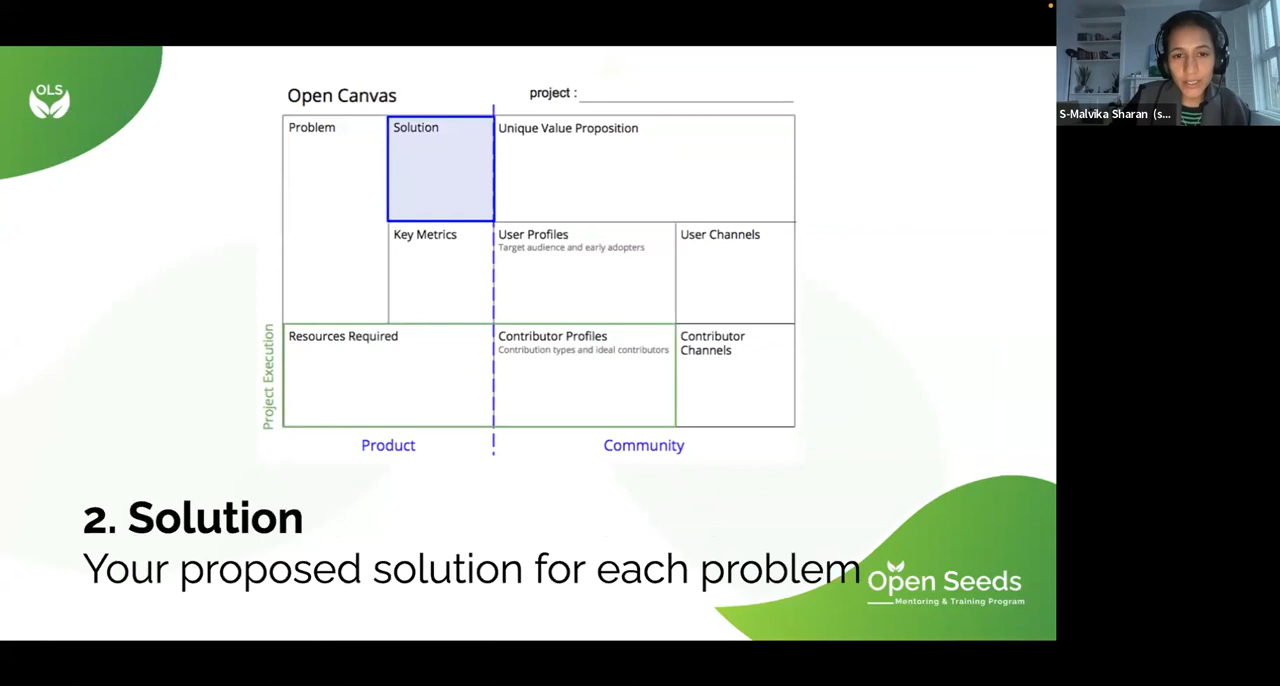 OLS
Open Canvas
project :
Problem
Solution
Unique Value Proposition
Key Metrics
User Profiles
Target audience and early adopters
User Channels
Project Execution
Resources Required
Contributor Profiles
Contribution types and ideal contributors
Contributor
Channels
Product
Community
2. Solution
Your proposed solution for each problem
Open Seeds
Mentoring & Training Program
S-Malvika Sharan (s...